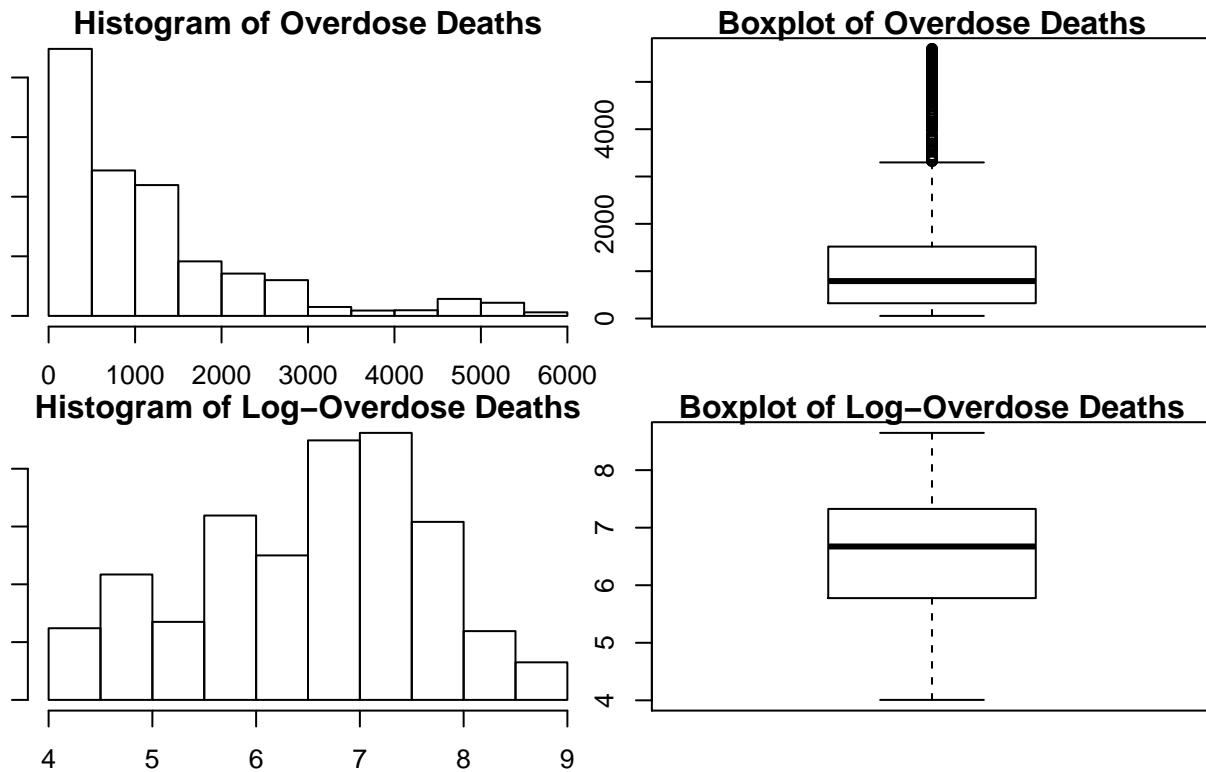 Histogram of Overdose Deaths
0 1000 2000 3000 4000 5000 6000
Boxplot of Overdose Deaths
4000
2000
0
Histogram of Log−Overdose Deaths
4 5 6 7 8 9
Boxplot of Log−Overdose Deaths
8
7
6
5
4